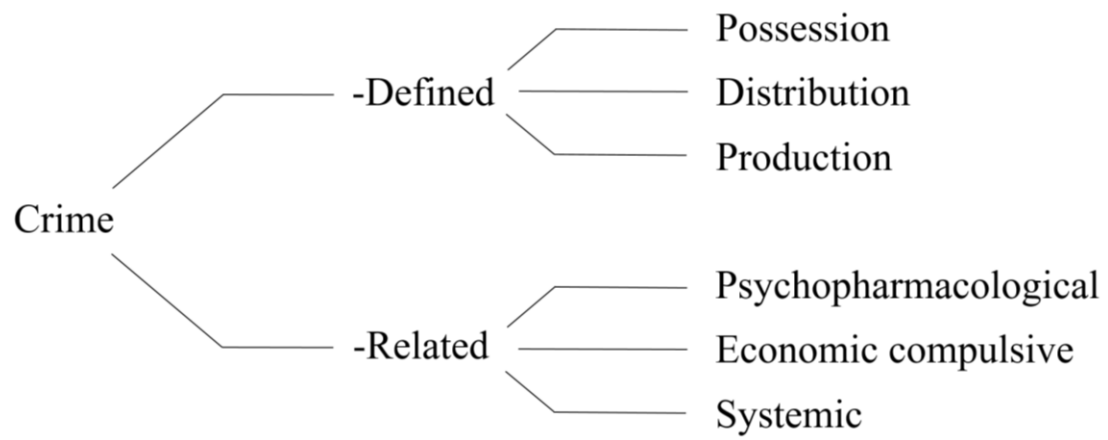 Possession
-Defined
Distribution
Production
Crime
Psychopharmacological
-Related
Economic compulsive
Systemic